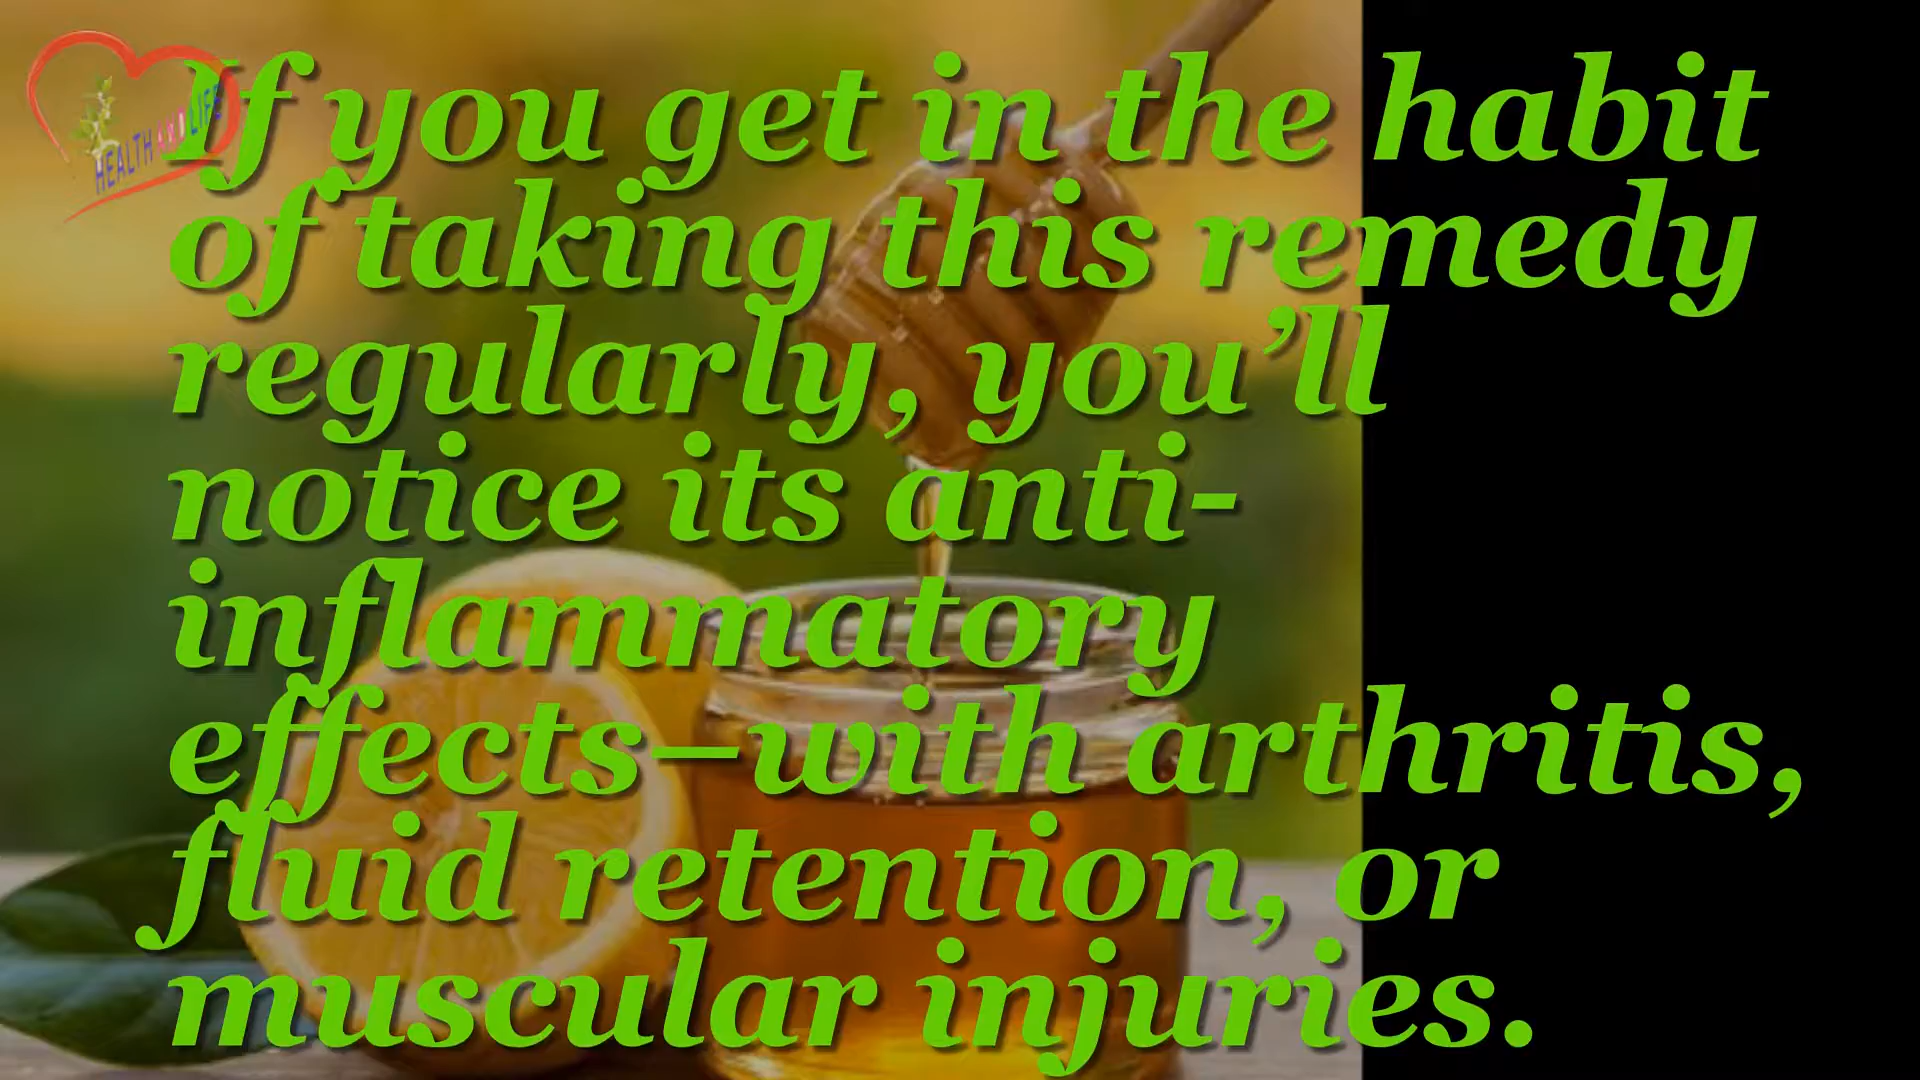 HEALTH AND LIFE
If you get in the habit
of taking this remedy
regularly, you’ll
notice its anti-
inflammatory
effects–with arthritis,
fluid retention, or
muscular injuries.